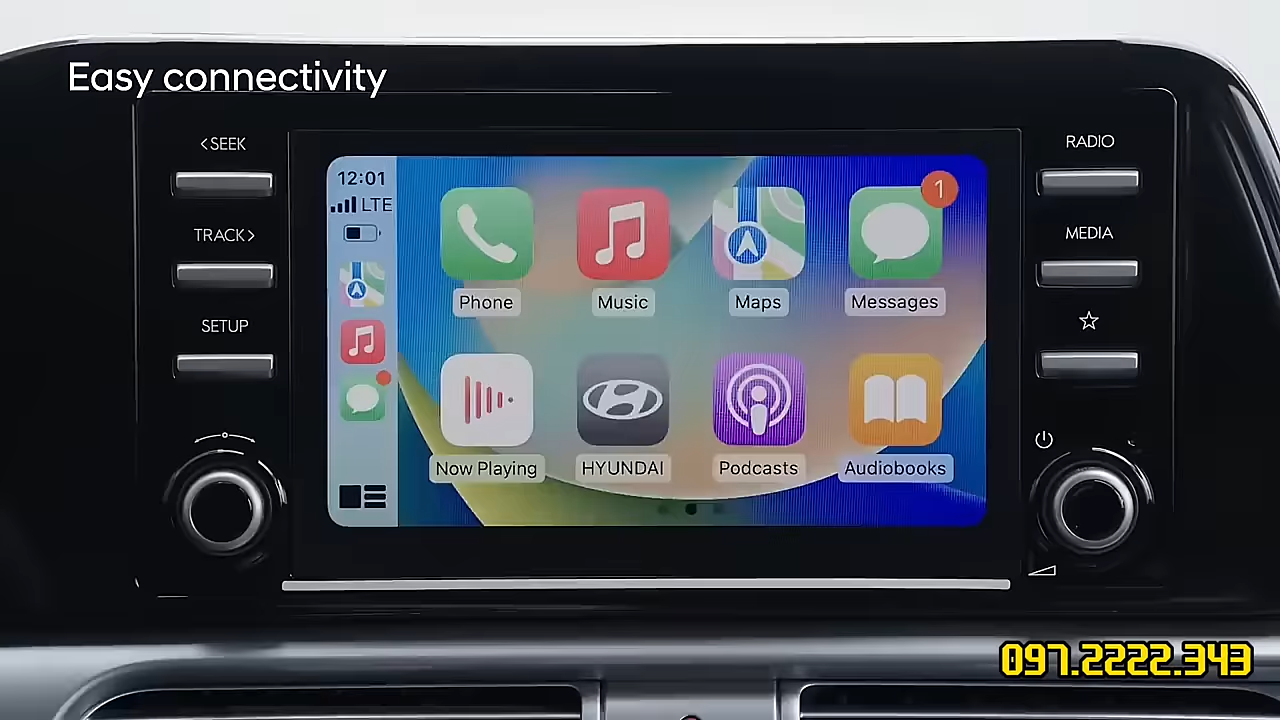 Easy connectivity
<SEEK
TRACK>
SETUP
RADIO
MEDIA
12:01
LTE
1
Phone
Music
Maps
Messages
Now Playing
HYUNDAI
Podcasts
Audiobooks
097.2222.343